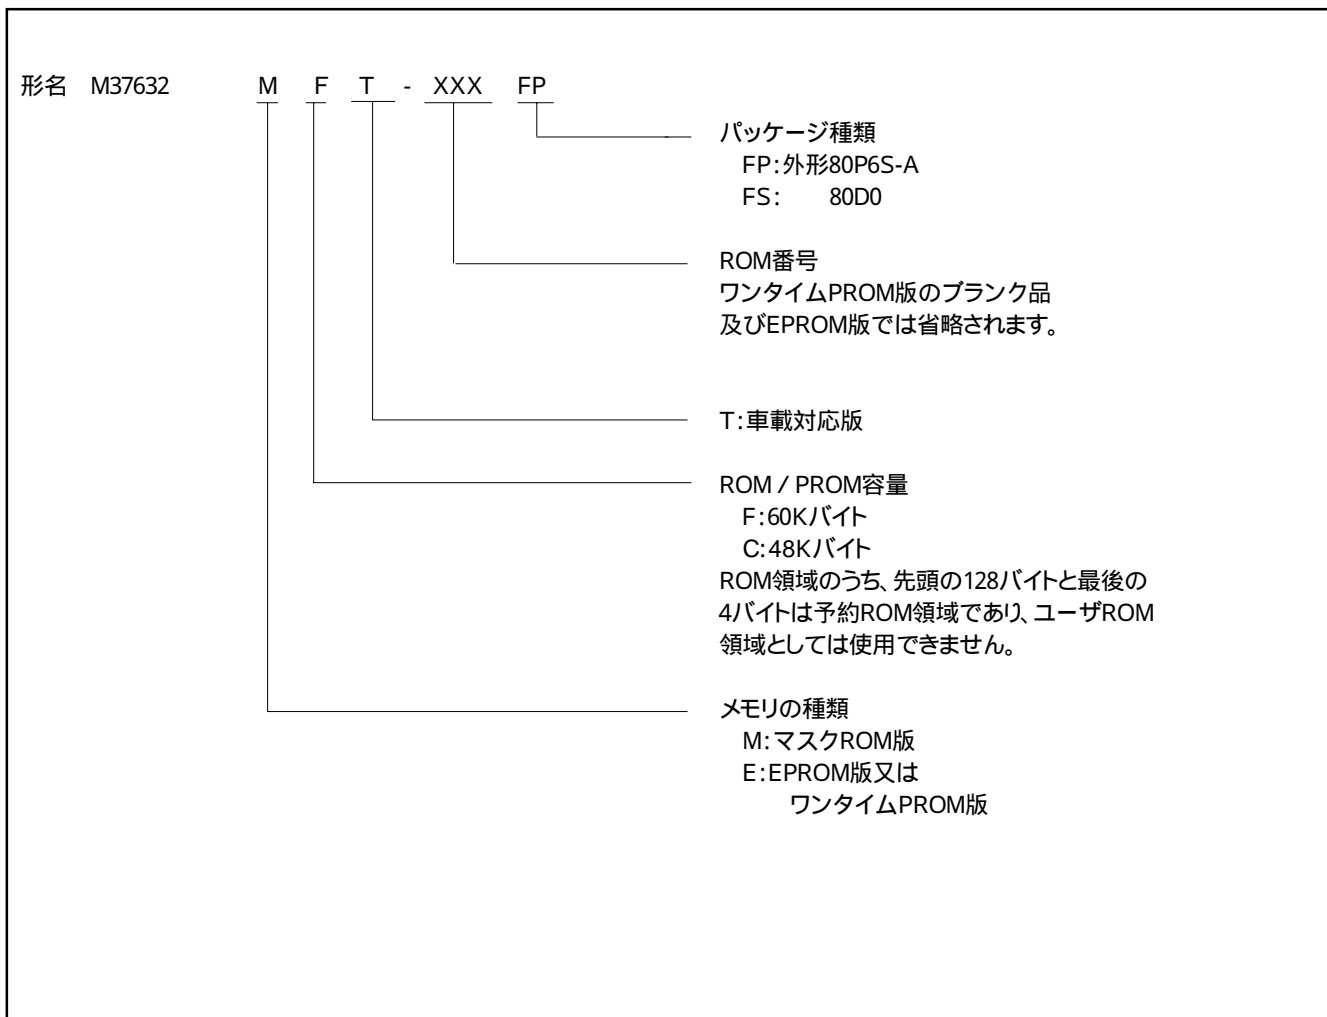 形名 M37632 M F T - XXX FP
パッケージ種類
FP:外形80P6S-A
FS: 80D0
ROM番号
ワンタイムPROM版のブランク品
及びEPROM版では省略されます。
T:車載対応版
ROM / PROM容量
F:60Kバイト
C:48Kバイト
ROM領域のうち、先頭の128バイトと最後の
4バイトは予約ROM領域であり、ユーザROM
領域としては使用できません。
メモリの種類
M:マスクROM版
E:EPROM版又は
ワンタイムPROM版